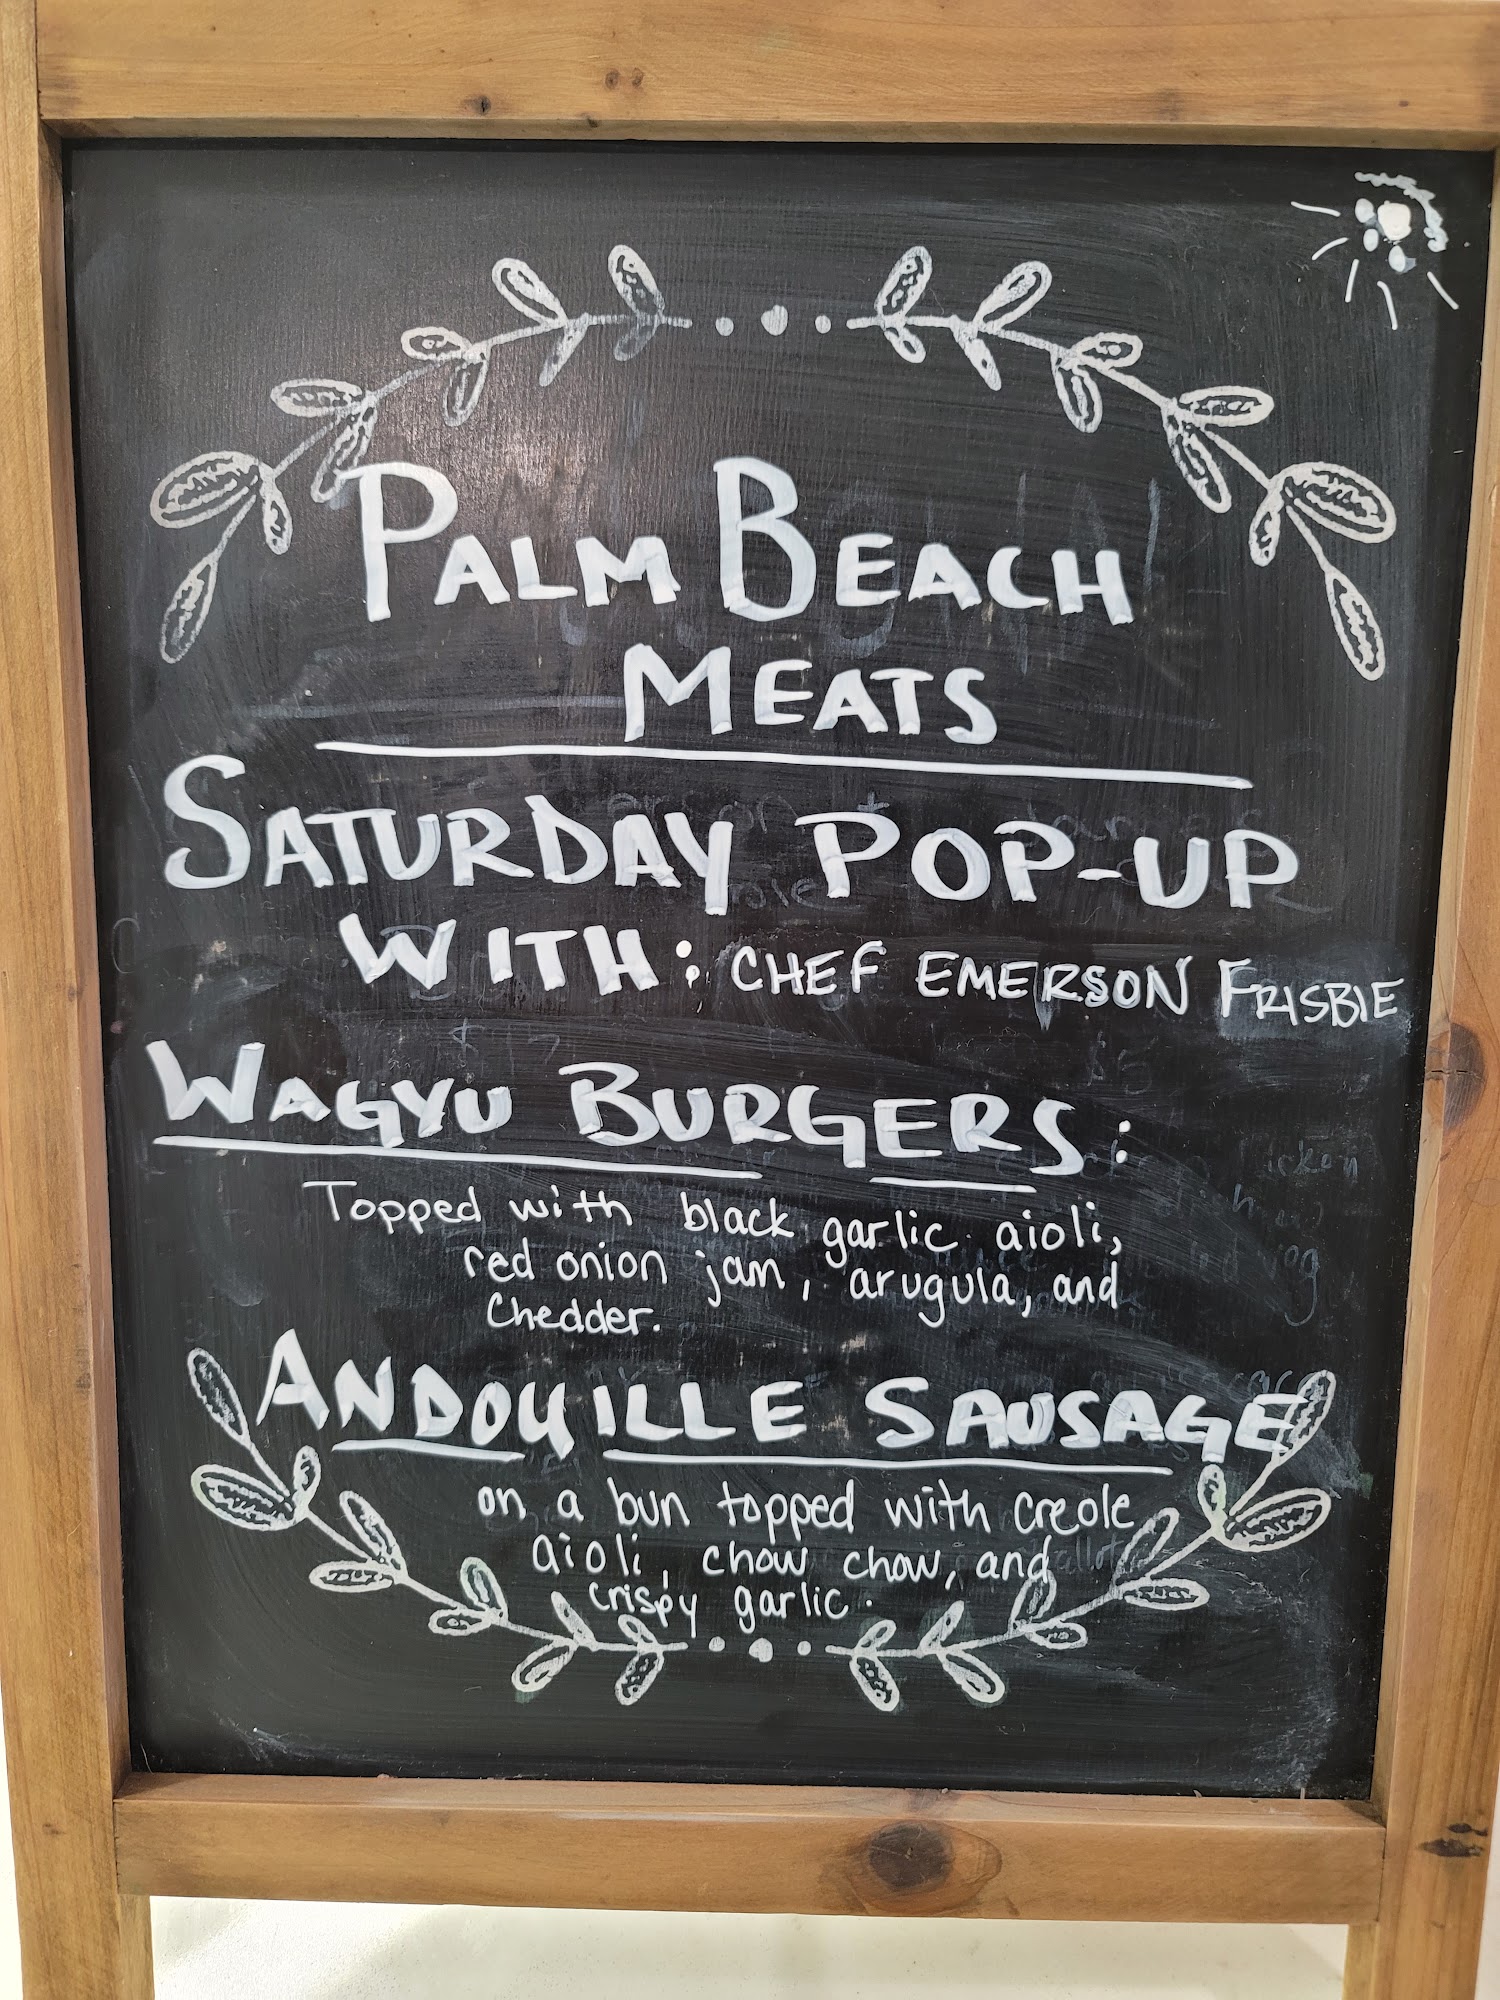 PALM BEACH
MEATS
SATURDAY POP-UP
WITH: CHEF EMERSON FRISBIE
WAGYU BURGERS:
Topped with black garlic aioli,
red onion jam, arugula, and
Chedder.
ANDOUILLE SAUSAGE
on a bun topped with creole
aioli, chow chow, and
crispy garlic.